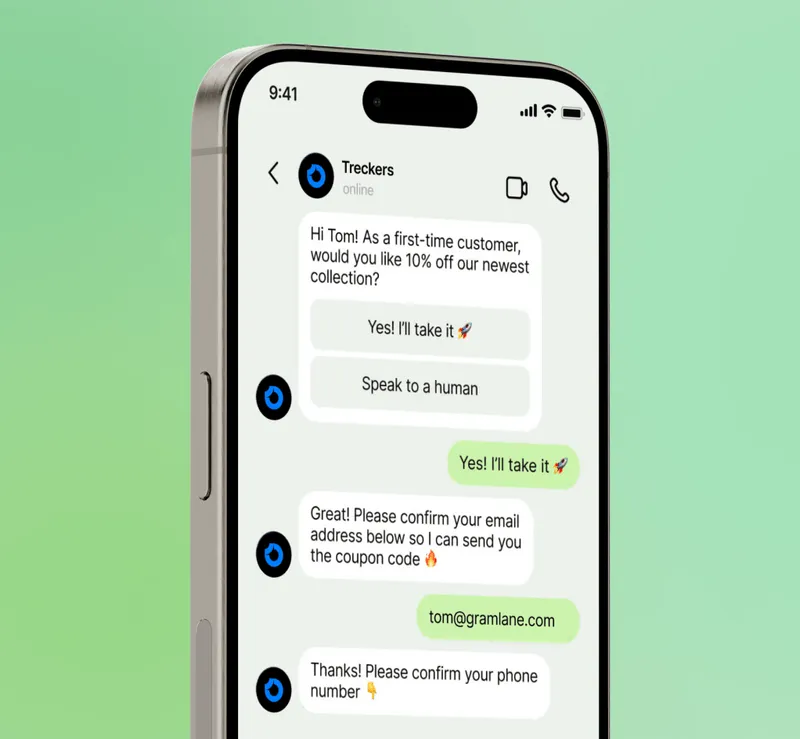 9:41
Treckers
online
Hi Tom! As a first-time customer,
would you like 10% off our newest
collection?
Yes! I'll take it 🚀
Speak to a human
Yes! I'll take it 🚀
Great! Please confirm your email
address below so I can send you
the coupon code 🔥
tom@gramlane.com
Thanks! Please confirm your phone
number 👇